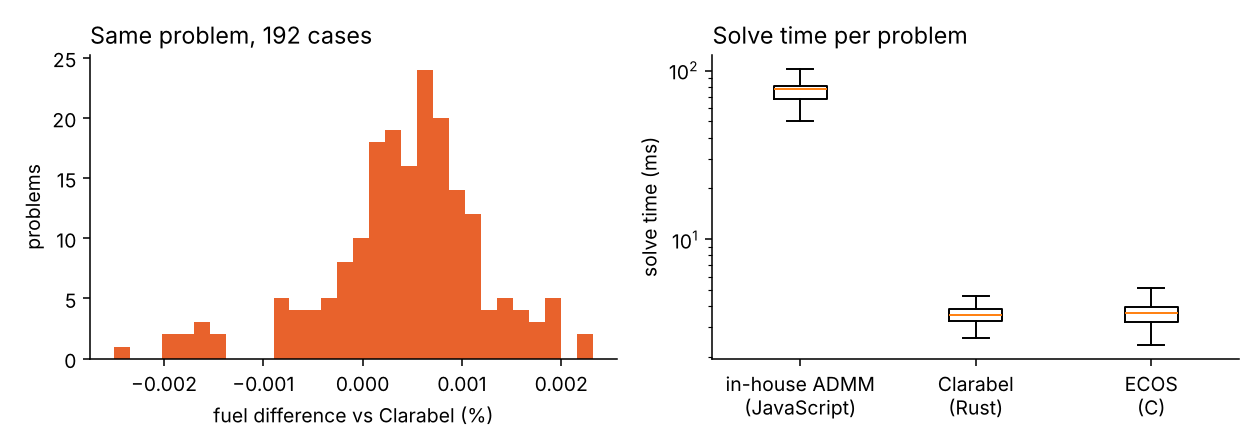 Same problem, 192 cases
25
20
15
10
5
0
problems
−0.002
−0.001
0.000
0.001
0.002
fuel difference vs Clarabel (%)
Solve time per problem
10²
10¹
solve time (ms)
in-house ADMM
(JavaScript)
Clarabel
(Rust)
ECOS
(C)